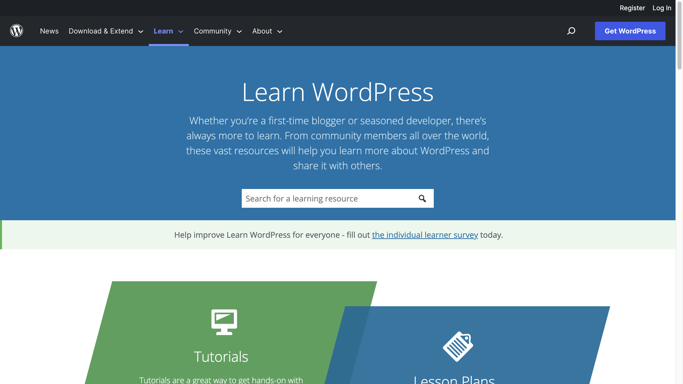 Register Log In
News Download & Extend Learn Community About Get WordPress
Learn WordPress
Whether you're a first-time blogger or seasoned developer, there's
always more to learn. From community members all over the world,
these vast resources will help you learn more about WordPress and
share it with others.
Search for a learning resource
Help improve Learn WordPress for everyone - fill out the individual learner survey today.
Tutorials
Tutorials are a great way to get hands-on with
Lesson Plans